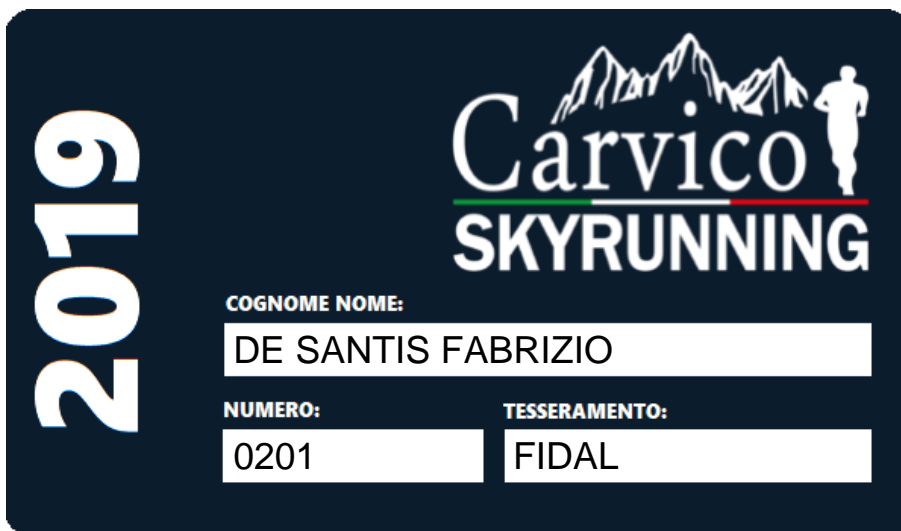 2019
Carvico
SKYRUNNING
COGNOME NOME:
DE SANTIS FABRIZIO
NUMERO:
TESSERAMENTO:
0201
FIDAL